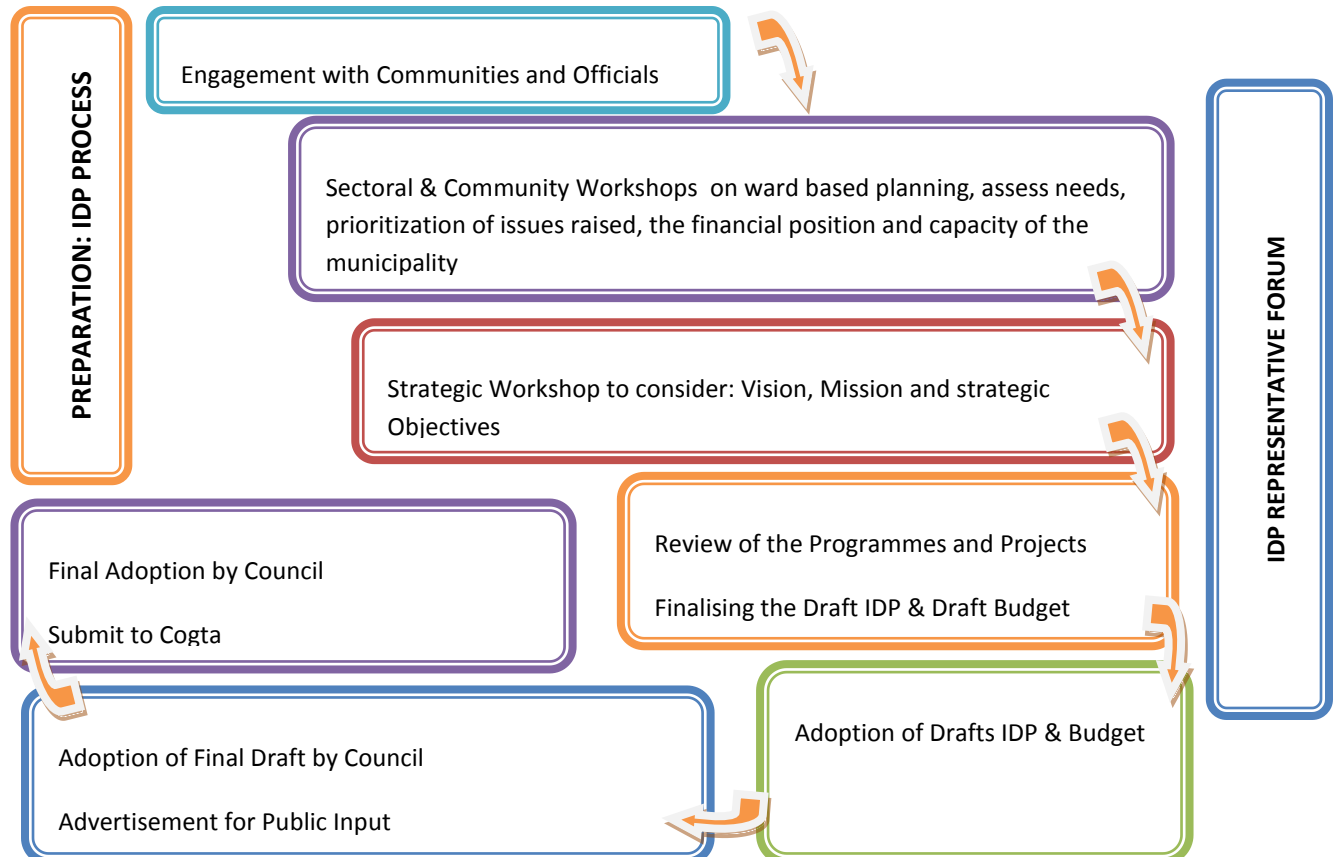 PREPARATION: IDP PROCESS
Engagement with Communities and Officials
Sectoral & Community Workshops on ward based planning, assess needs,
prioritization of issues raised, the financial position and capacity of the
municipality
Strategic Workshop to consider: Vision, Mission and strategic
Objectives
Review of the Programmes and Projects
Finalising the Draft IDP & Draft Budget
Adoption of Drafts IDP & Budget
Adoption of Final Draft by Council
Advertisement for Public Input
Final Adoption by Council
Submit to Cogta
IDP REPRESENTATIVE FORUM